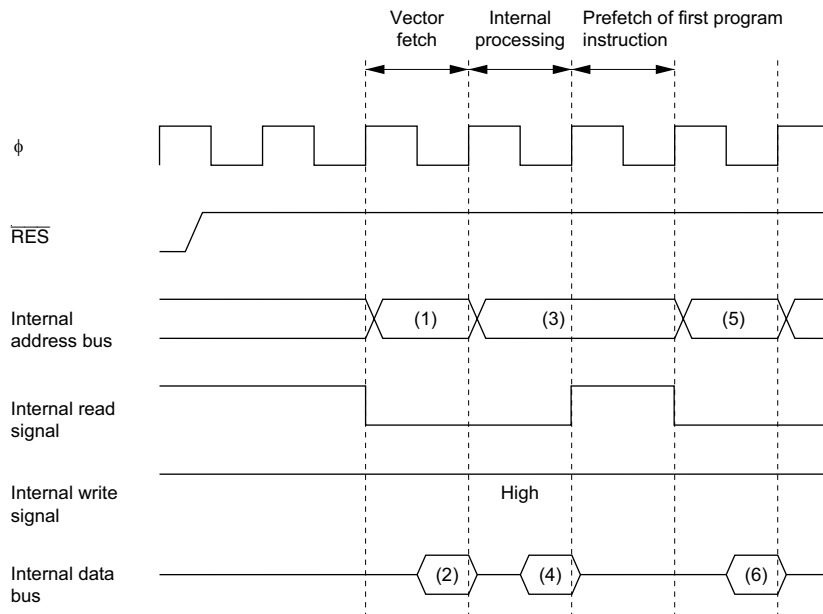 Vector
fetch
Internal
processing
Prefetch of first program
instruction
ϕ
RES
Internal
address bus
(1)
(3)
(5)
Internal read
signal
Internal write
signal
High
Internal data
bus
(2)
(4)
(6)